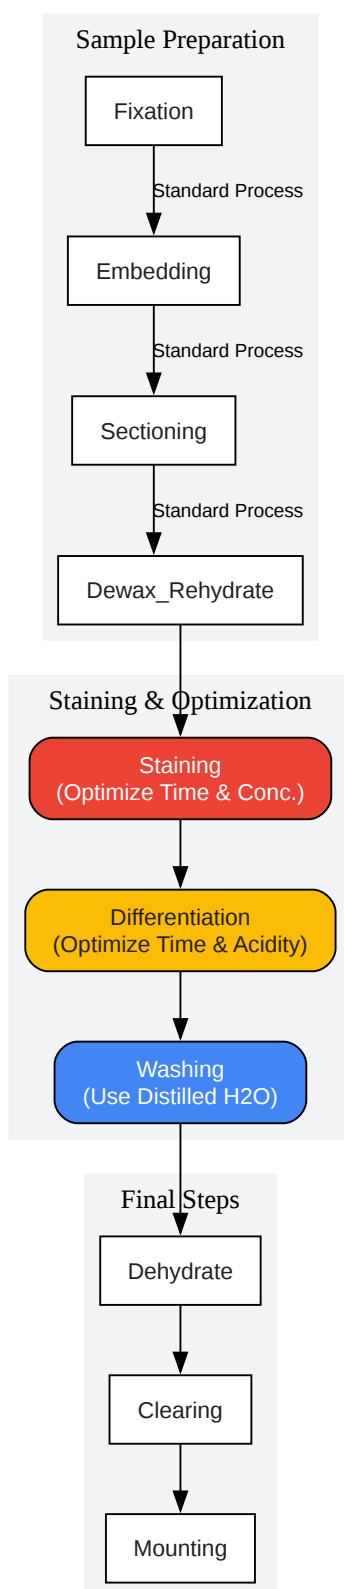 Sample Preparation
Fixation
Standard Process
Embedding
Standard Process
Sectioning
Standard Process
Dewax_Rehydrate
Staining & Optimization
Staining
(Optimize Time & Conc.)
Differentiation
(Optimize Time & Acidity)
Washing
(Use Distilled H2O)
Final Steps
Dehydrate
Clearing
Mounting